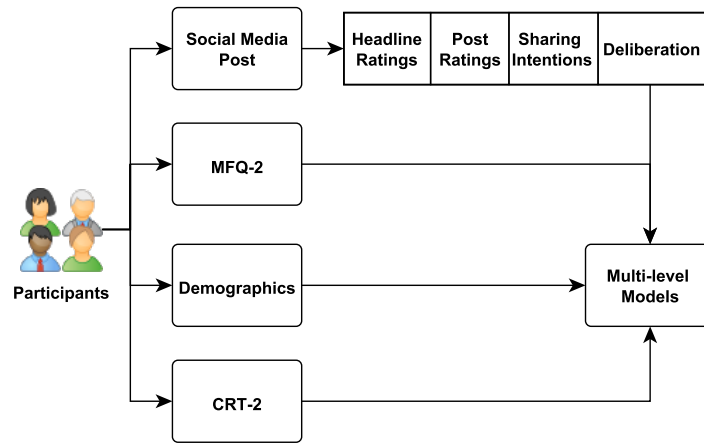 Social Media
Post
Headline
Ratings
Post
Ratings
Sharing
Intentions
Deliberation
MFQ-2
Participants
Demographics
Multi-level
Models
CRT-2